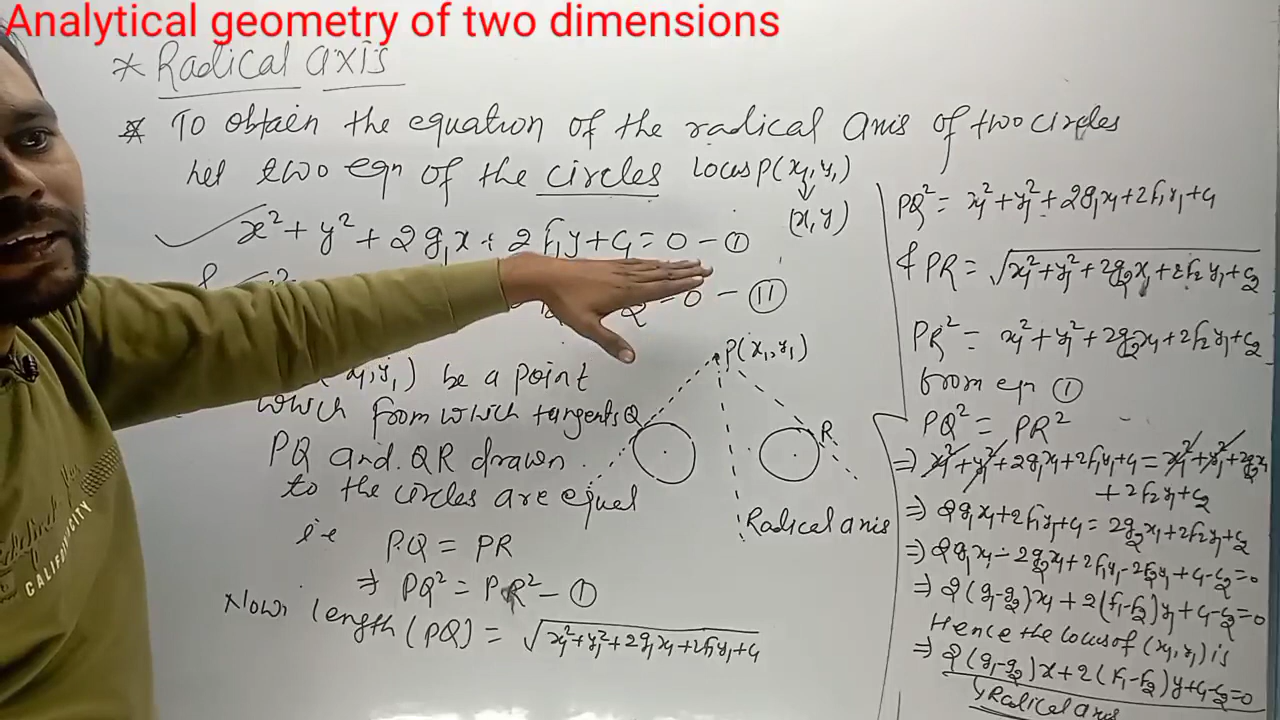 Analytical geometry of two dimensions
* Radical axis
* To obtain the equation of the radical axis of two circles
Let two eqn of the circles
locus P(x₁,y₁)
↓
(x,y)
x² + y² + 2g₁x + 2f₁y + c₁ = 0 - ①
= 0 - ⑪
x₁,y₁) be a point
which from which tangents
PQ and QR drawn
to the circles are equal
i.e PQ = PR
⇒ PQ² = PR² - ①
Now, length (PQ) = √x₁²+y₁²+2g₁x₁+2f₁y₁+c₁
P(x₁,y₁)
Q
R
Radical axis
PQ² = x₁²+y₁²+2g₁x₁+2f₁y₁+c₁
& PR = √x₁²+y₁²+2g₂x₁+2f₂y₁+c₂
PR² = x₁²+y₁²+2g₂x₁+2f₂y₁+c₂
from eqn ①
PQ² = PR²
⇒ x₁²+y₁²+2g₁x₁+2f₁y₁+c₁ = x₁²+y₁²+2g₂x₁
+ 2f₂y₁+c₂
⇒ 2g₁x₁+2f₁y₁+c₁ = 2g₂x₁+2f₂y₁+c₂
⇒ 2g₁x₁-2g₂x₁+2f₁y₁-2f₂y₁+c₁-c₂=0
⇒ 2(g₁-g₂)x₁+2(f₁-f₂)y₁+c₁-c₂=0
Hence the locus of (x₁,y₁) is
⇒ 2(g₁-g₂)x+2(f₁-f₂)y+c₁-c₂=0
↳ Radical axis
CALIFORNIA CITY